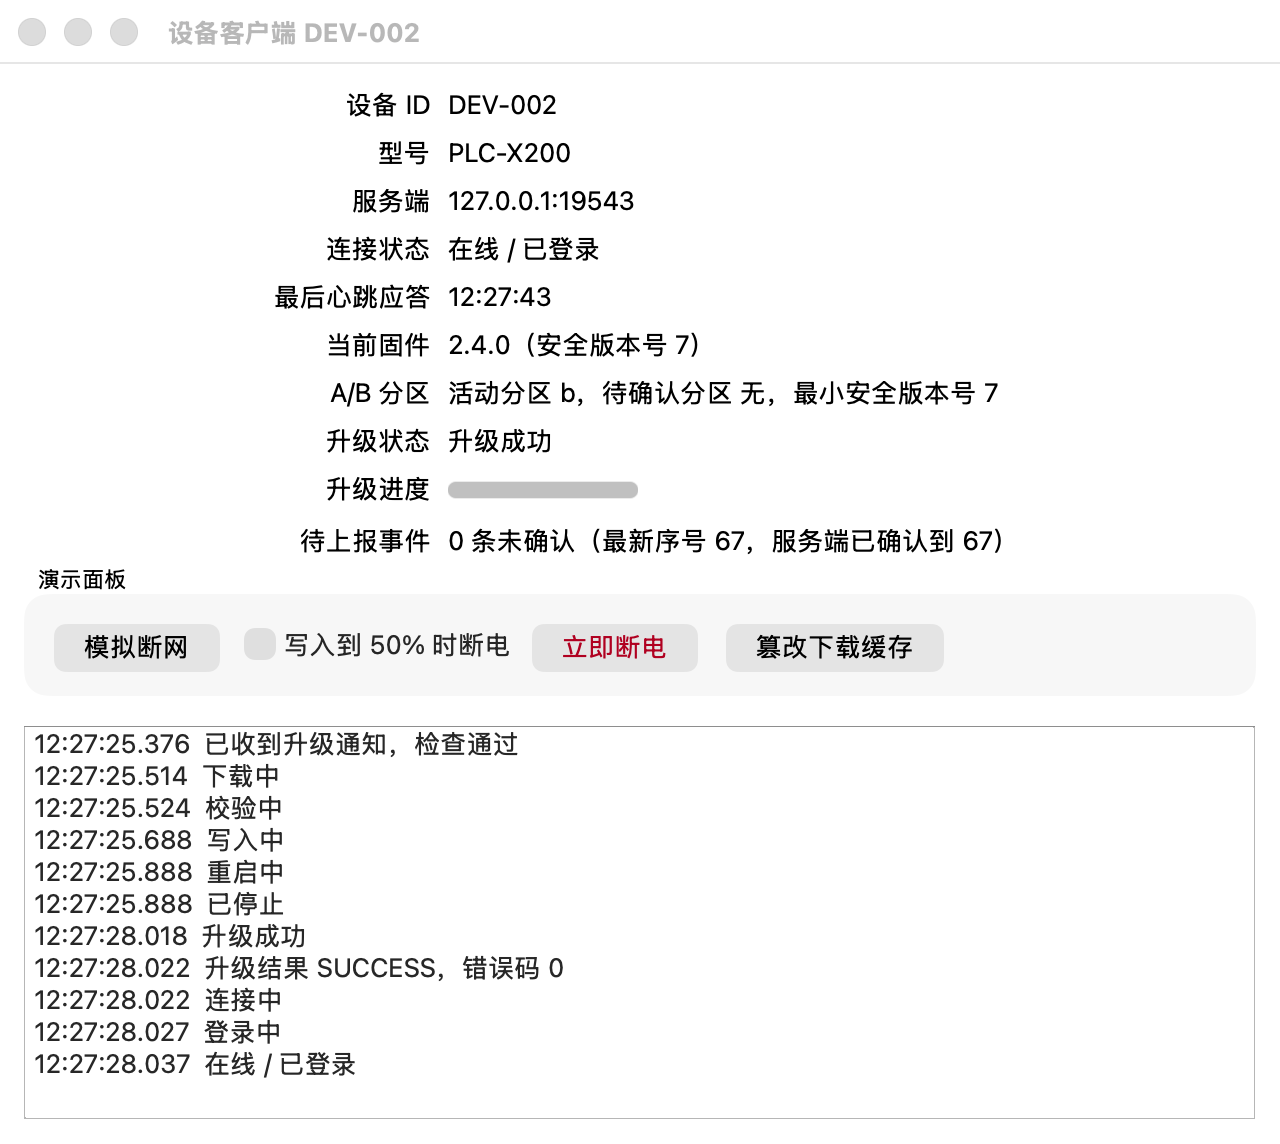 设备客户端 DEV-002
设备 ID DEV-002
型号 PLC-X200
服务端 127.0.0.1:19543
连接状态 在线 / 已登录
最后心跳应答 12:27:43
当前固件 2.4.0（安全版本号 7）
A/B 分区 活动分区 b，待确认分区 无，最小安全版本号 7
升级状态 升级成功
升级进度
待上报事件 0 条未确认（最新序号 67，服务端已确认到 67）
演示面板
模拟断网 写入到 50% 时断电 立即断电 篡改下载缓存
12:27:25.376 已收到升级通知，检查通过
12:27:25.514 下载中
12:27:25.524 校验中
12:27:25.688 写入中
12:27:25.888 重启中
12:27:25.888 已停止
12:27:28.018 升级成功
12:27:28.022 升级结果 SUCCESS，错误码 0
12:27:28.022 连接中
12:27:28.027 登录中
12:27:28.037 在线 / 已登录